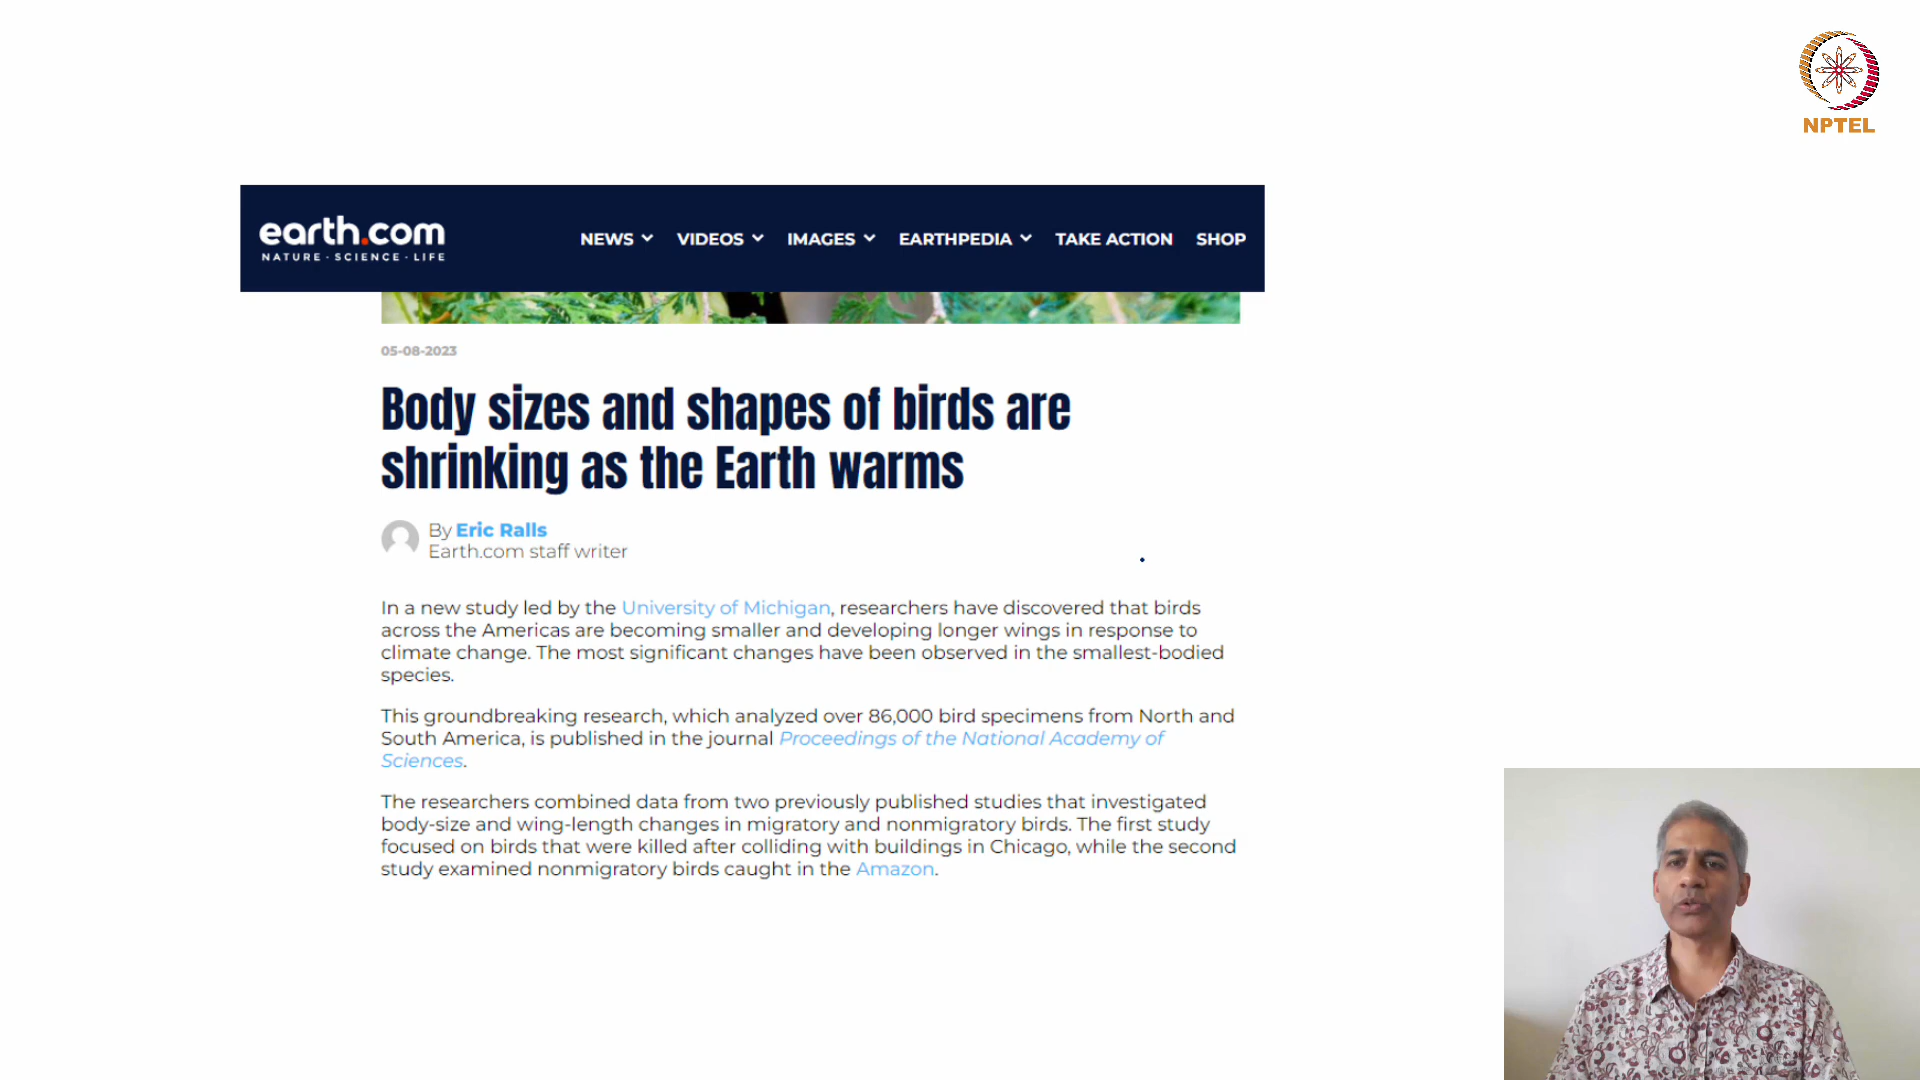 NPTEL
earth.com
NATURE · SCIENCE · LIFE
NEWS VIDEOS IMAGES EARTHPEDIA TAKE ACTION SHOP
05-08-2023
Body sizes and shapes of birds are
shrinking as the Earth warms
By Eric Ralls
Earth.com staff writer
In a new study led by the University of Michigan, researchers have discovered that birds
across the Americas are becoming smaller and developing longer wings in response to
climate change. The most significant changes have been observed in the smallest-bodied
species.
This groundbreaking research, which analyzed over 86,000 bird specimens from North and
South America, is published in the journal Proceedings of the National Academy of
Sciences.
The researchers combined data from two previously published studies that investigated
body-size and wing-length changes in migratory and nonmigratory birds. The first study
focused on birds that were killed after colliding with buildings in Chicago, while the second
study examined nonmigratory birds caught in the Amazon.